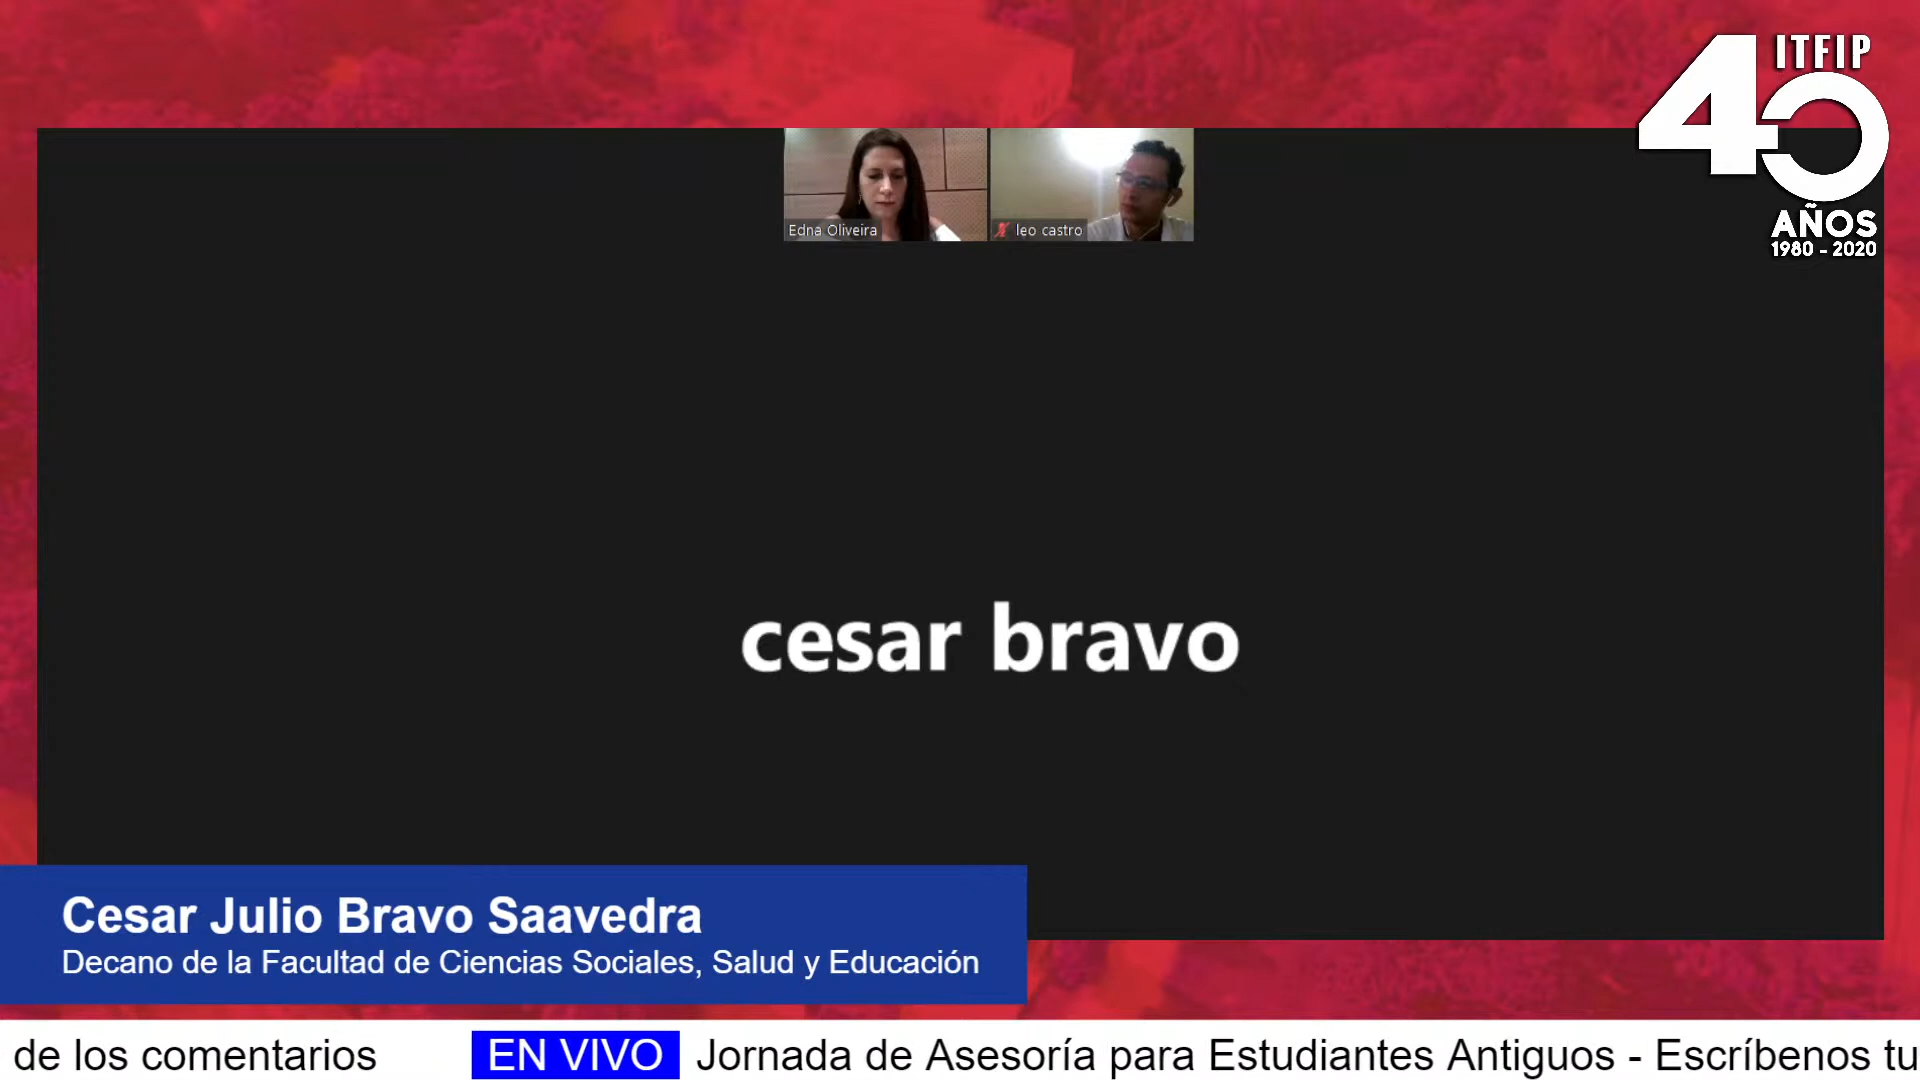 ITFIP
40
AÑOS
1980 - 2020
Edna Oliveira
leo castro
cesar bravo
Cesar Julio Bravo Saavedra
Decano de la Facultad de Ciencias Sociales, Salud y Educación
de los comentarios EN VIVO Jornada de Asesoría para Estudiantes Antiguos - Escríbenos tu